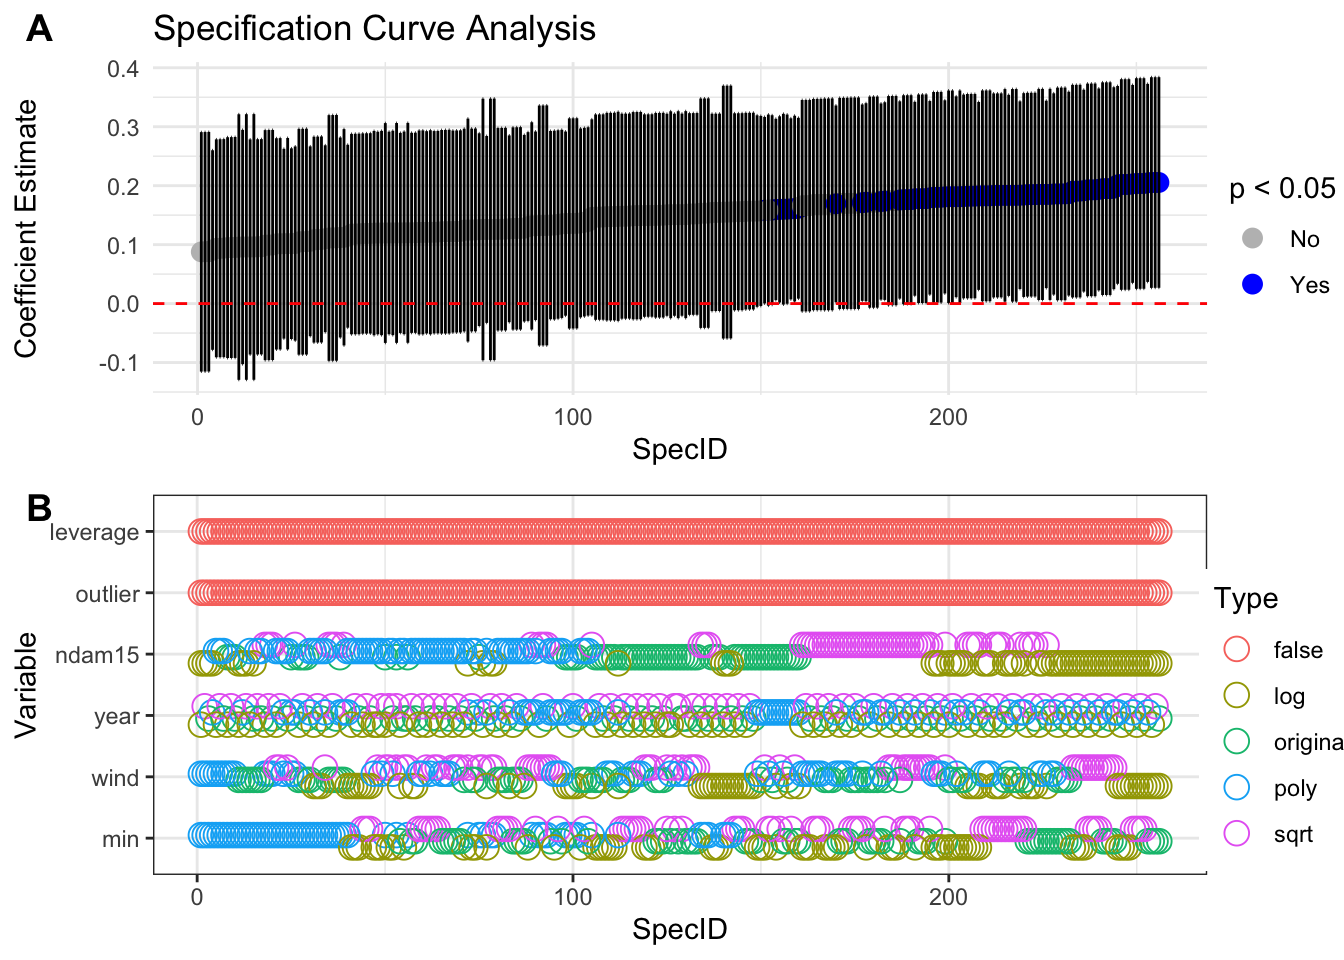 A
Specification Curve Analysis
Coefficient Estimate
0.4
0.3
0.2
0.1
0.0
-0.1
0 100 200
SpecID
p < 0.05
No
Yes
B
Variable
leverage
outlier
ndam15
year
wind
min
0 100 200
SpecID
Type
false
log
origina
poly
sqrt